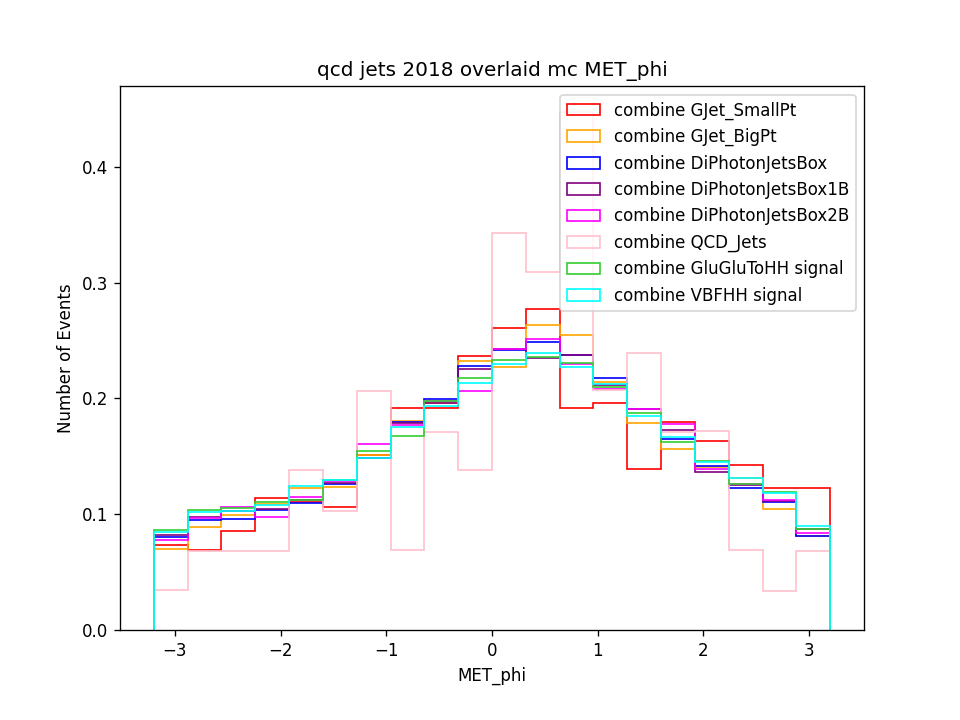 qcd jets 2018 overlaid mc MET_phi
combine GJet_SmallPt
combine GJet_BigPt
combine DiPhotonJetsBox
combine DiPhotonJetsBox1B
combine DiPhotonJetsBox2B
combine QCD_Jets
combine GluGluToHH signal
combine VBFHH signal
Number of Events
0.4
0.3
0.2
0.1
0.0
−3 −2 −1 0 1 2 3
MET_phi